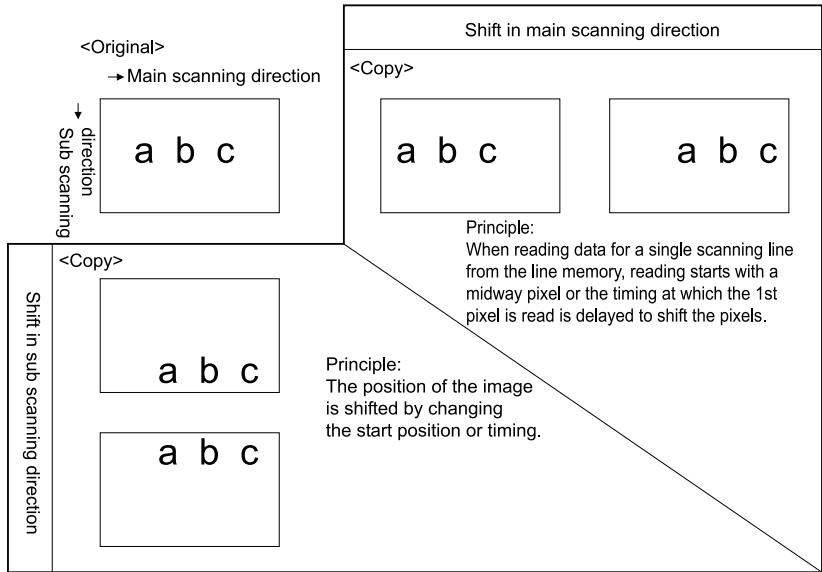 <Original>
→Main scanning direction
→
Sub scanning
direction
a b c
Shift in main scanning direction
<Copy>
a b c
a b c
Principle:
When reading data for a single scanning line
from the line memory, reading starts with a
midway pixel or the timing at which the 1st
pixel is read is delayed to shift the pixels.
Shift in sub scanning direction
<Copy>
a b c
a b c
Principle:
The position of the image
is shifted by changing
the start position or timing.